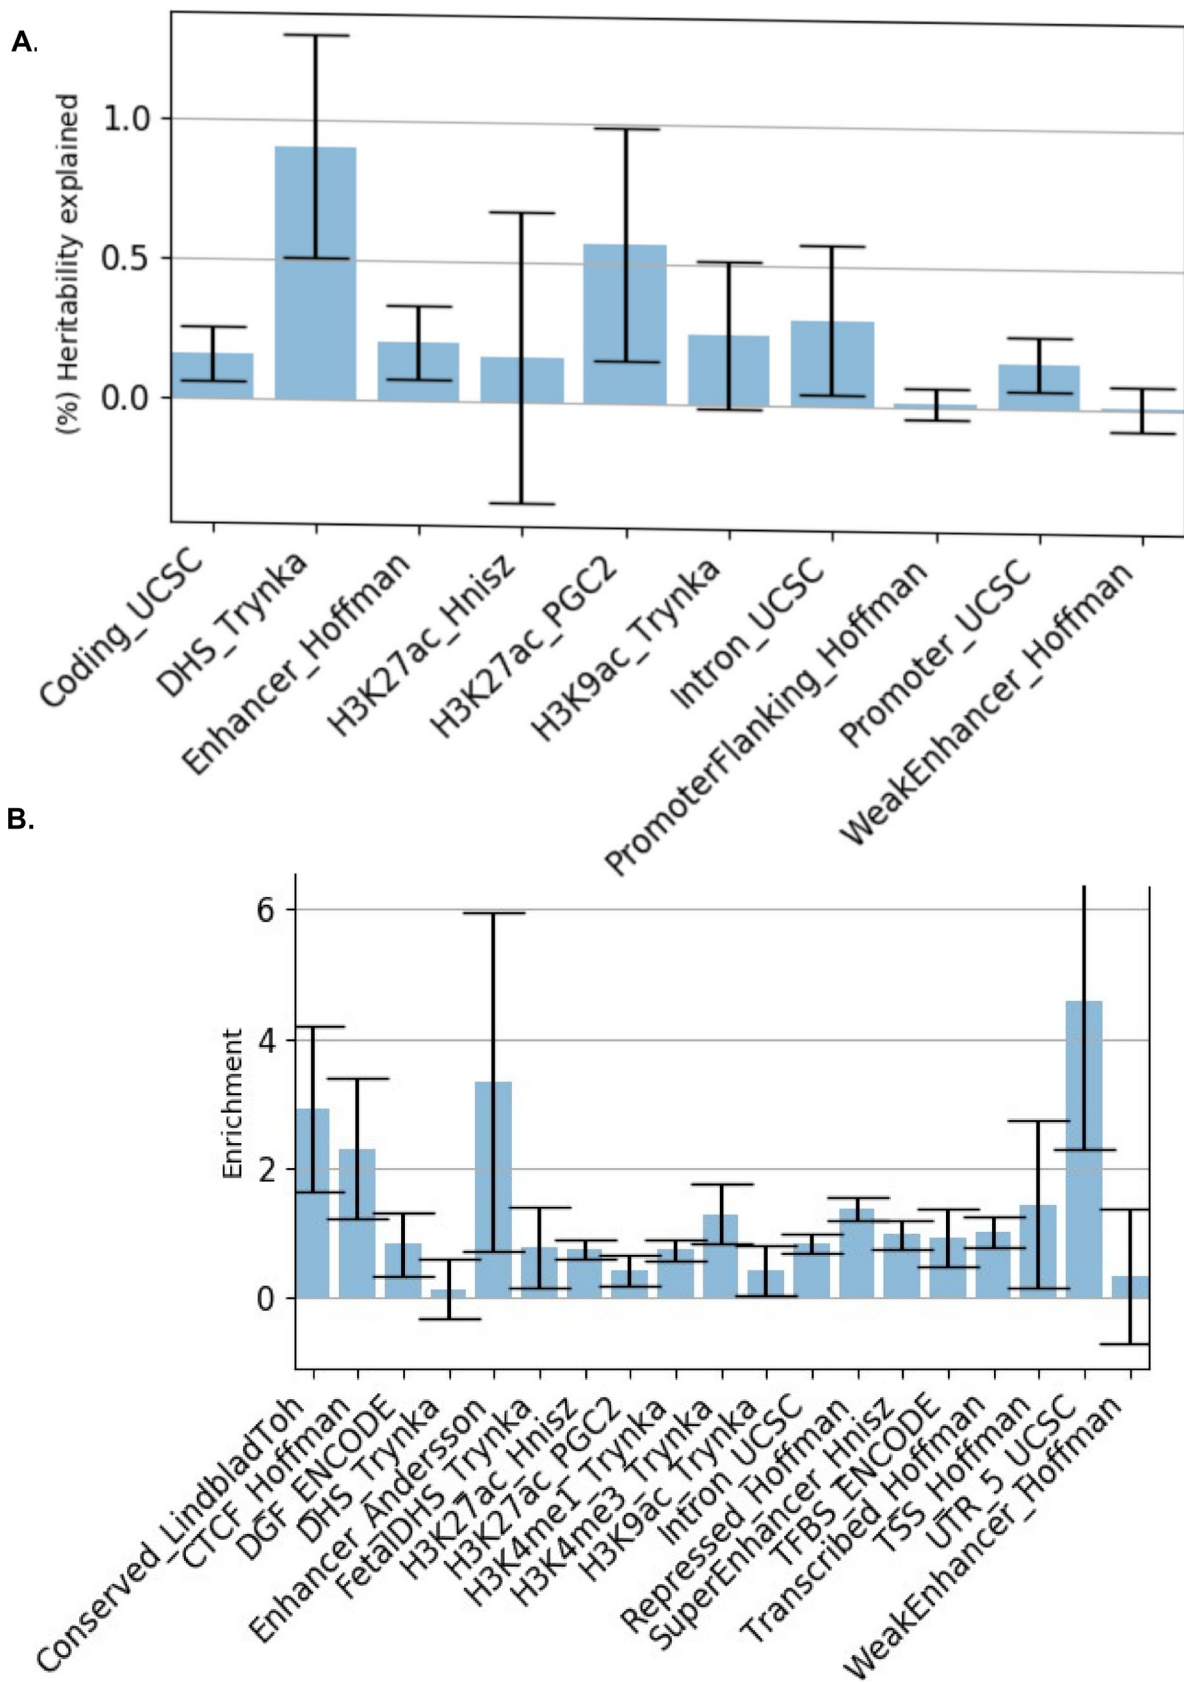 A.
(%) Heritability explained
1.0
0.5
0.0
Coding_UCSC
DHS_Trynka
Enhancer_Hoffman
H3K27ac_Hnisz
H3K27ac_PGC2
H3K9ac_Trynka
Intron_UCSC
PromoterFlanking_Hoffman
Promoter_UCSC
WeakEnhancer_Hoffman
B.
Enrichment
6
4
2
0
Conserved_LindbladToh
CTCF_Hoffman
DGF_ENCODE
DHS_Trynka
Enhancer_Andersson
FetalDHS_Trynka
H3K27ac_Hnisz
H3K27ac_PGC2
H3K4me1_Trynka
H3K4me3_Trynka
H3K9ac_Trynka
Intron_UCSC
Repressed_Hoffman
SuperEnhancer_Hnisz
TFBS_ENCODE
Transcribed_Hoffman
TSS_Hoffman
UTR_5_UCSC
WeakEnhancer_Hoffman